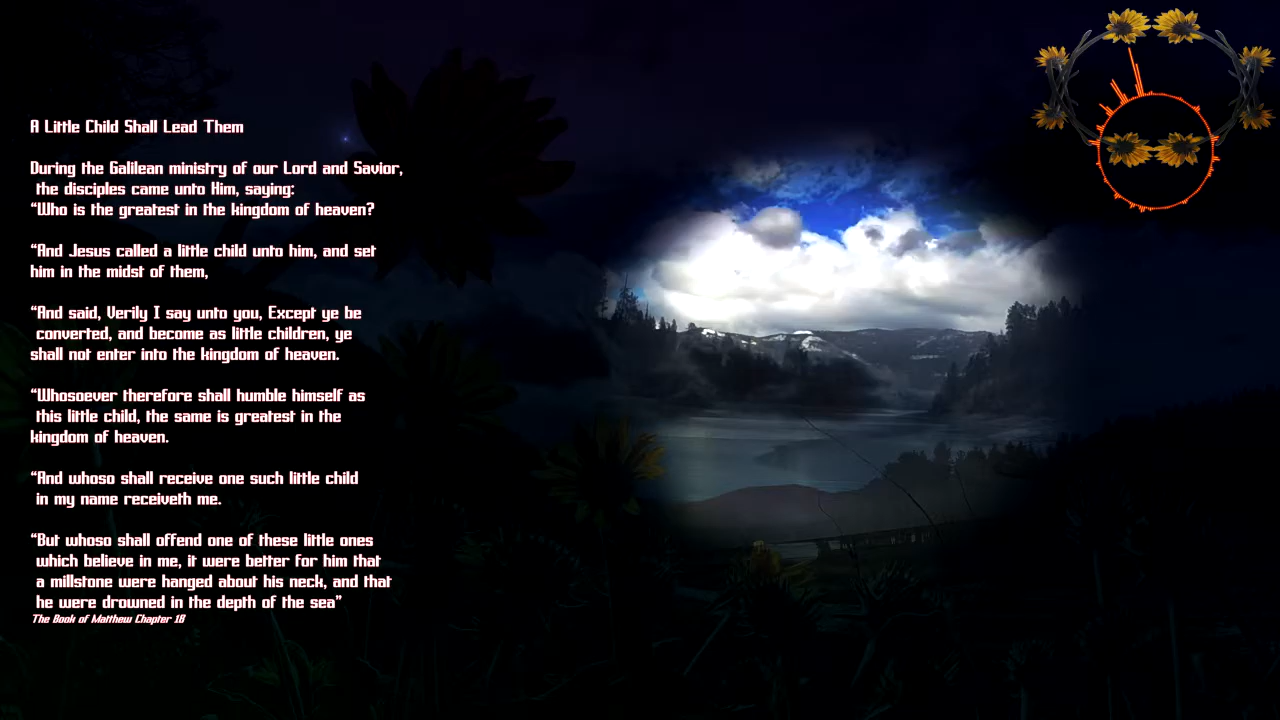 A Little Child Shall Lead Them
During the Galilean ministry of our Lord and Savior,
the disciples came unto Him, saying:
“Who is the greatest in the kingdom of heaven?
“And Jesus called a little child unto him, and set
him in the midst of them,
“And said, Verily I say unto you, Except ye be
converted, and become as little children, ye
shall not enter into the kingdom of heaven.
“Whosoever therefore shall humble himself as
this little child, the same is greatest in the
kingdom of heaven.
“And whoso shall receive one such little child
in my name receiveth me.
“But whoso shall offend one of these little ones
which believe in me, it were better for him that
a millstone were hanged about his neck, and that
he were drowned in the depth of the sea”
The Book of Matthew Chapter 18